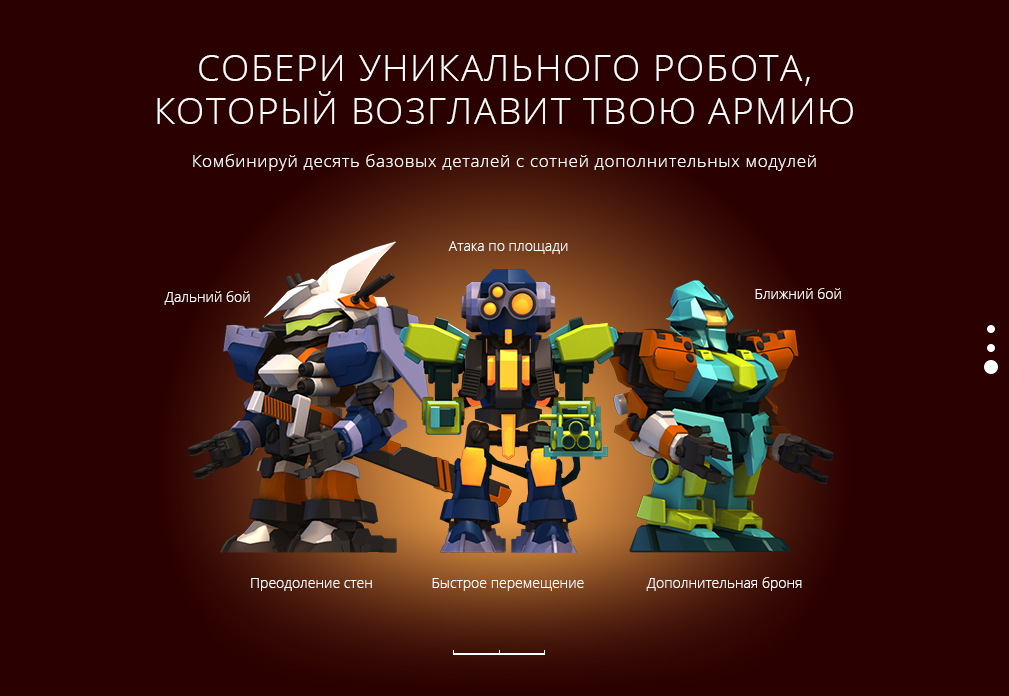 СОБЕРИ УНИКАЛЬНОГО РОБОТА,
КОТОРЫЙ ВОЗГЛАВИТ ТВОЮ АРМИЮ
Комбинируй десять базовых деталей с сотней дополнительных модулей
Атака по площади
Дальний бой
Ближний бой
Преодоление стен
Быстрое перемещение
Дополнительная броня